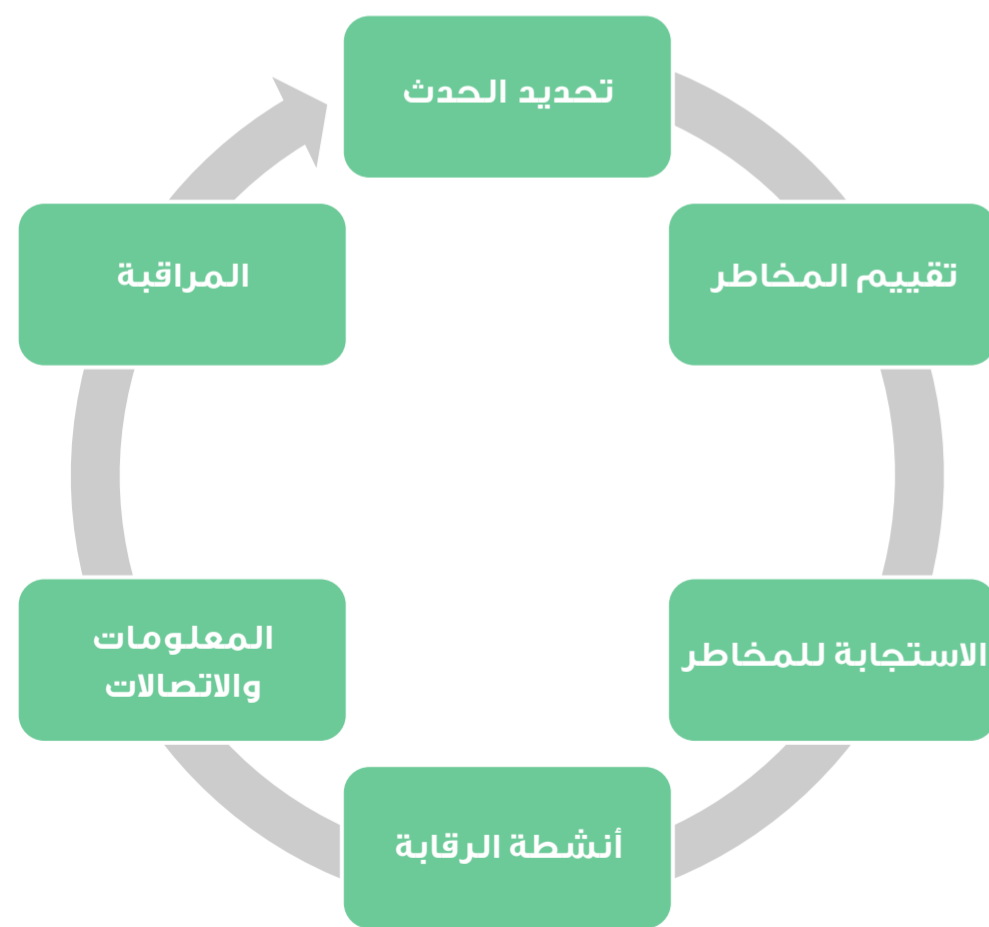 تحديد الحدث
تقييم المخاطر
الاستجابة للمخاطر
أنشطة الرقابة
المعلومات
والاتصالات
المراقبة